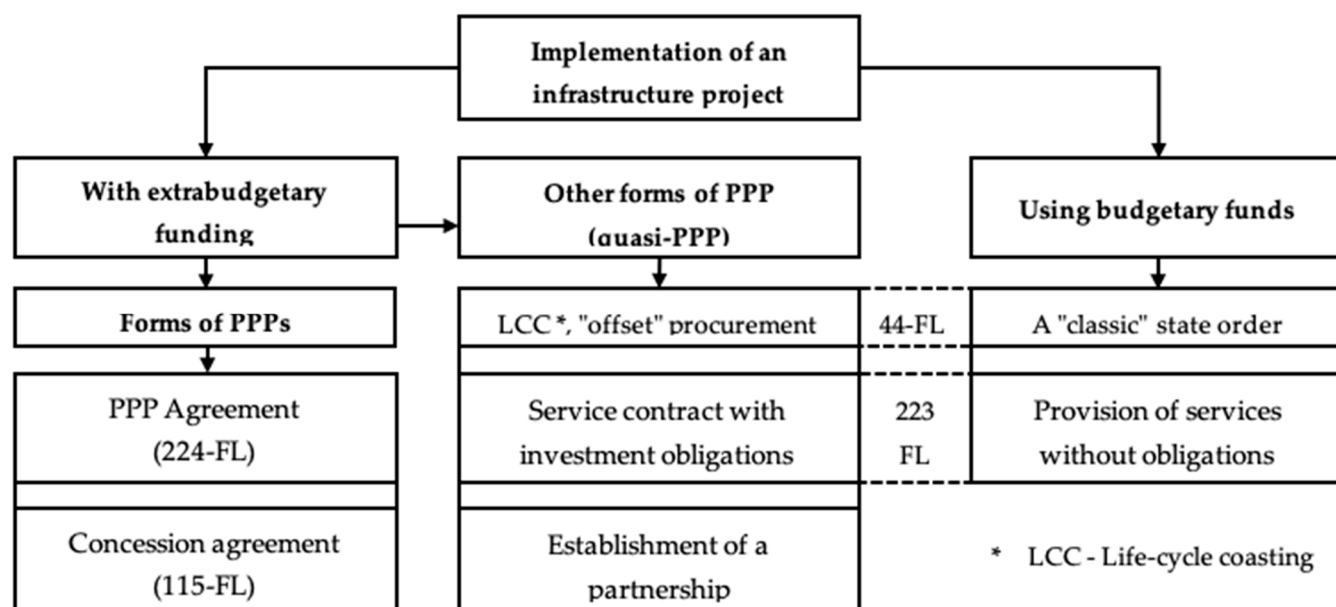 Implementation of an
infrastructure project
With extrabudgetary
funding
Other forms of PPP
(quasi-PPP)
Using budgetary funds
Forms of PPPs
LCC *, "offset" procurement
44-FL
A "classic" state order
PPP Agreement
(224-FL)
Service contract with
investment obligations
223
FL
Provision of services
without obligations
Concession agreement
(115-FL)
Establishment of a
partnership
* LCC - Life-cycle coasting